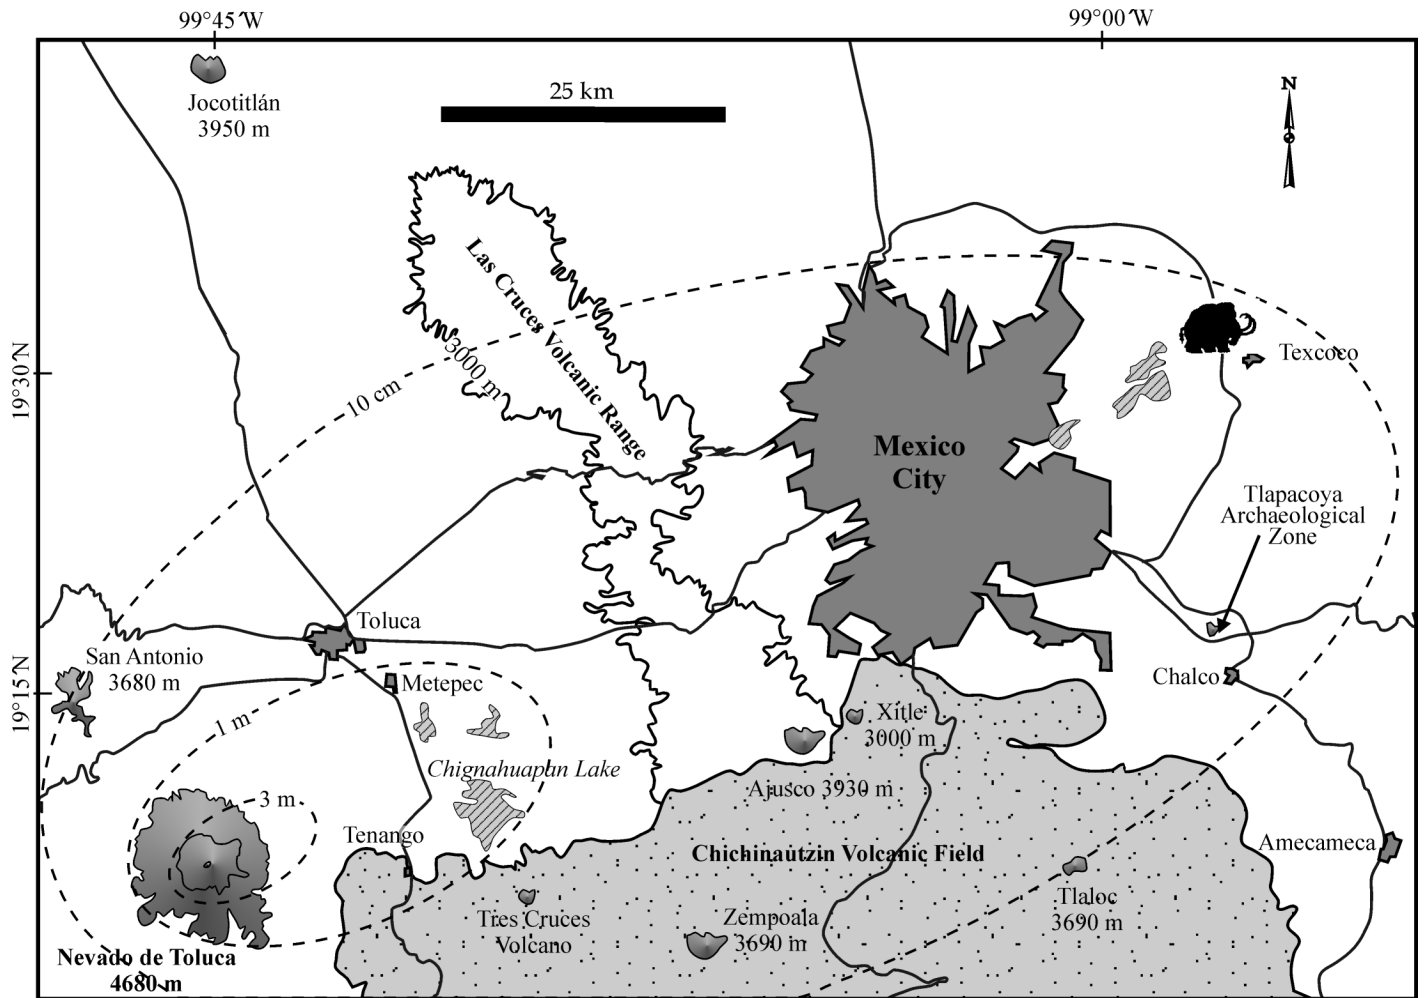 99°45´W
99°00´W
Jocotitlán
3950 m
25 km
N
Las Cruces Volcanic Range
3000 m
10 cm
19°30´N
Texcoco
Mexico
City
Tlapacoya
Archaeological
Zone
Toluca
San Antonio
3680 m
Metepec
19°15´N
1 m
Chalco
Xitle
3000 m
Chignahuapan Lake
Ajusco 3930 m
3 m
Tenango
Chichinautzin Volcanic Field
Amecameca
Tres Cruces
Volcano
Zempoala
3690 m
Tlaloc
3690 m
Nevado de Toluca
4680 m